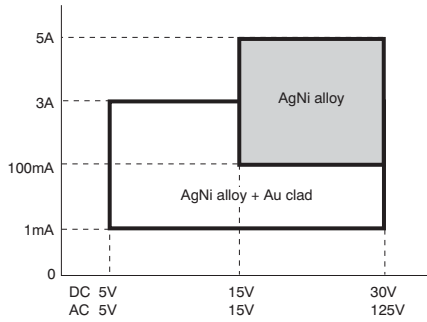 5A
AgNi alloy
3A
100mA
AgNi alloy + Au clad
1mA
0
DC 5V 15V 30V
AC 5V 15V 125V